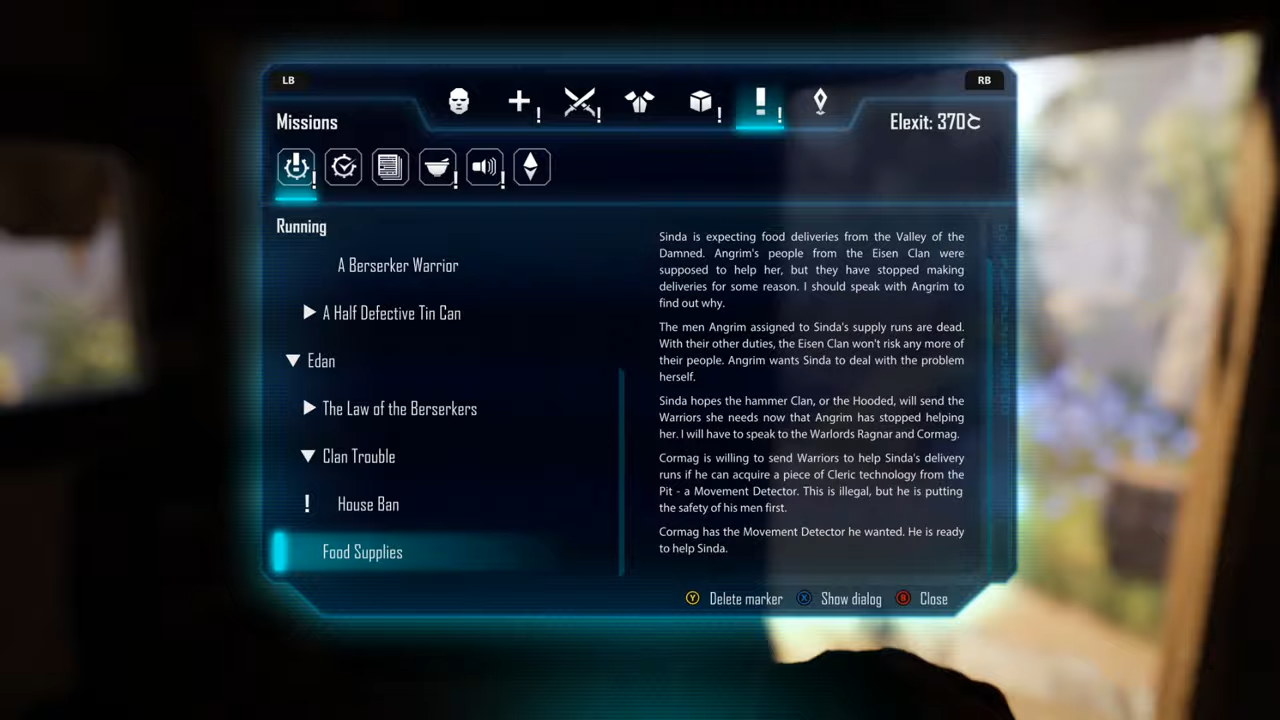 LB
RB
Missions
Elexit: 370
Running
A Berserker Warrior
A Half Defective Tin Can
Edan
The Law of the Berserkers
Clan Trouble
! House Ban
Food Supplies
Sinda is expecting food deliveries from the Valley of the
Damned. Angrim's people from the Eisen Clan were
supposed to help her, but they have stopped making
deliveries for some reason. I should speak with Angrim to
find out why.
The men Angrim assigned to Sinda's supply runs are dead.
With their other duties, the Eisen Clan won't risk any more of
their people. Angrim wants Sinda to deal with the problem
herself.
Sinda hopes the hammer Clan, or the Hooded, will send the
Warriors she needs now that Angrim has stopped helping
her. I will have to speak to the Warlords Ragnar and Cormag.
Cormag is willing to send Warriors to help Sinda's delivery
runs if he can acquire a piece of Cleric technology from the
Pit - a Movement Detector. This is illegal, but he is putting
the safety of his men first.
Cormag has the Movement Detector he wanted. He is ready
to help Sinda.
Y Delete marker X Show dialog B Close